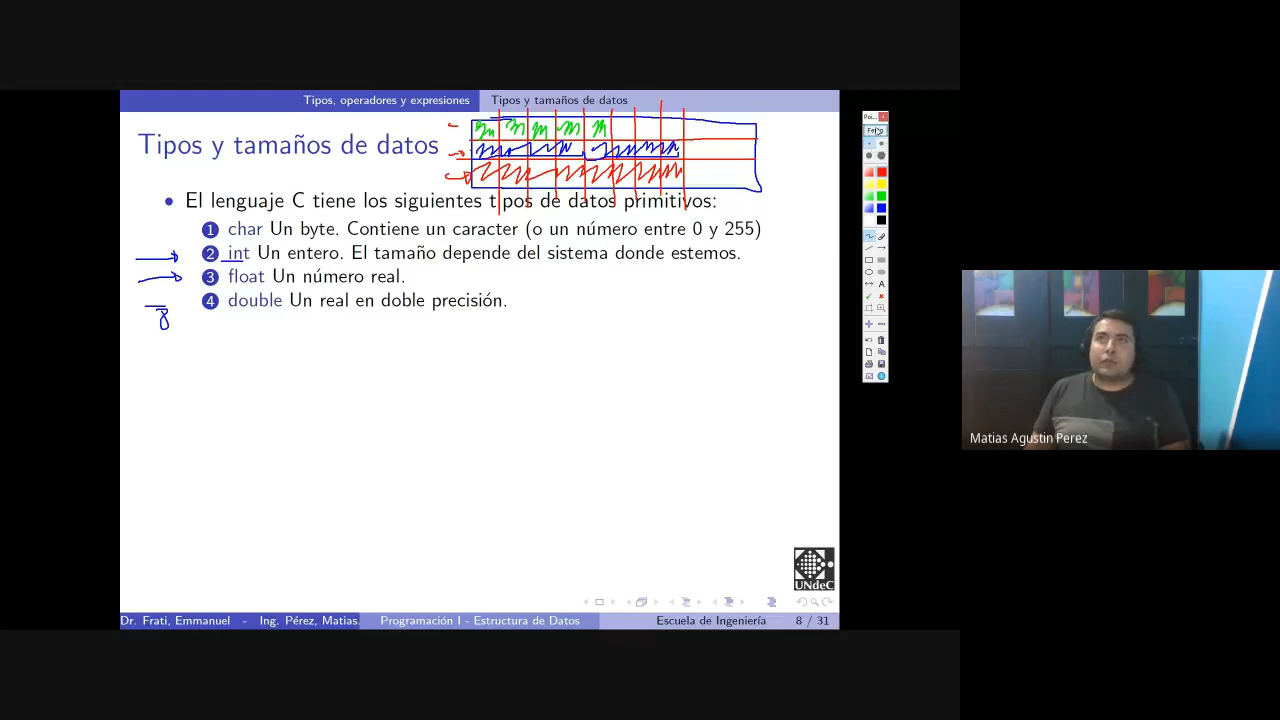 Tipos, operadores y expresiones Tipos y tamaños de datos
Tipos y tamaños de datos
• El lenguaje C tiene los siguientes tipos de datos primitivos:
1 char Un byte. Contiene un caracter (o un número entre 0 y 255)
2 int Un entero. El tamaño depende del sistema donde estemos.
3 float Un número real.
4 double Un real en doble precisión.
8
UNdeC
Dr. Frati, Emmanuel - Ing. Pérez, Matias. Programación I - Estructura de Datos Escuela de Ingeniería 8 / 31
Matias Agustin Perez